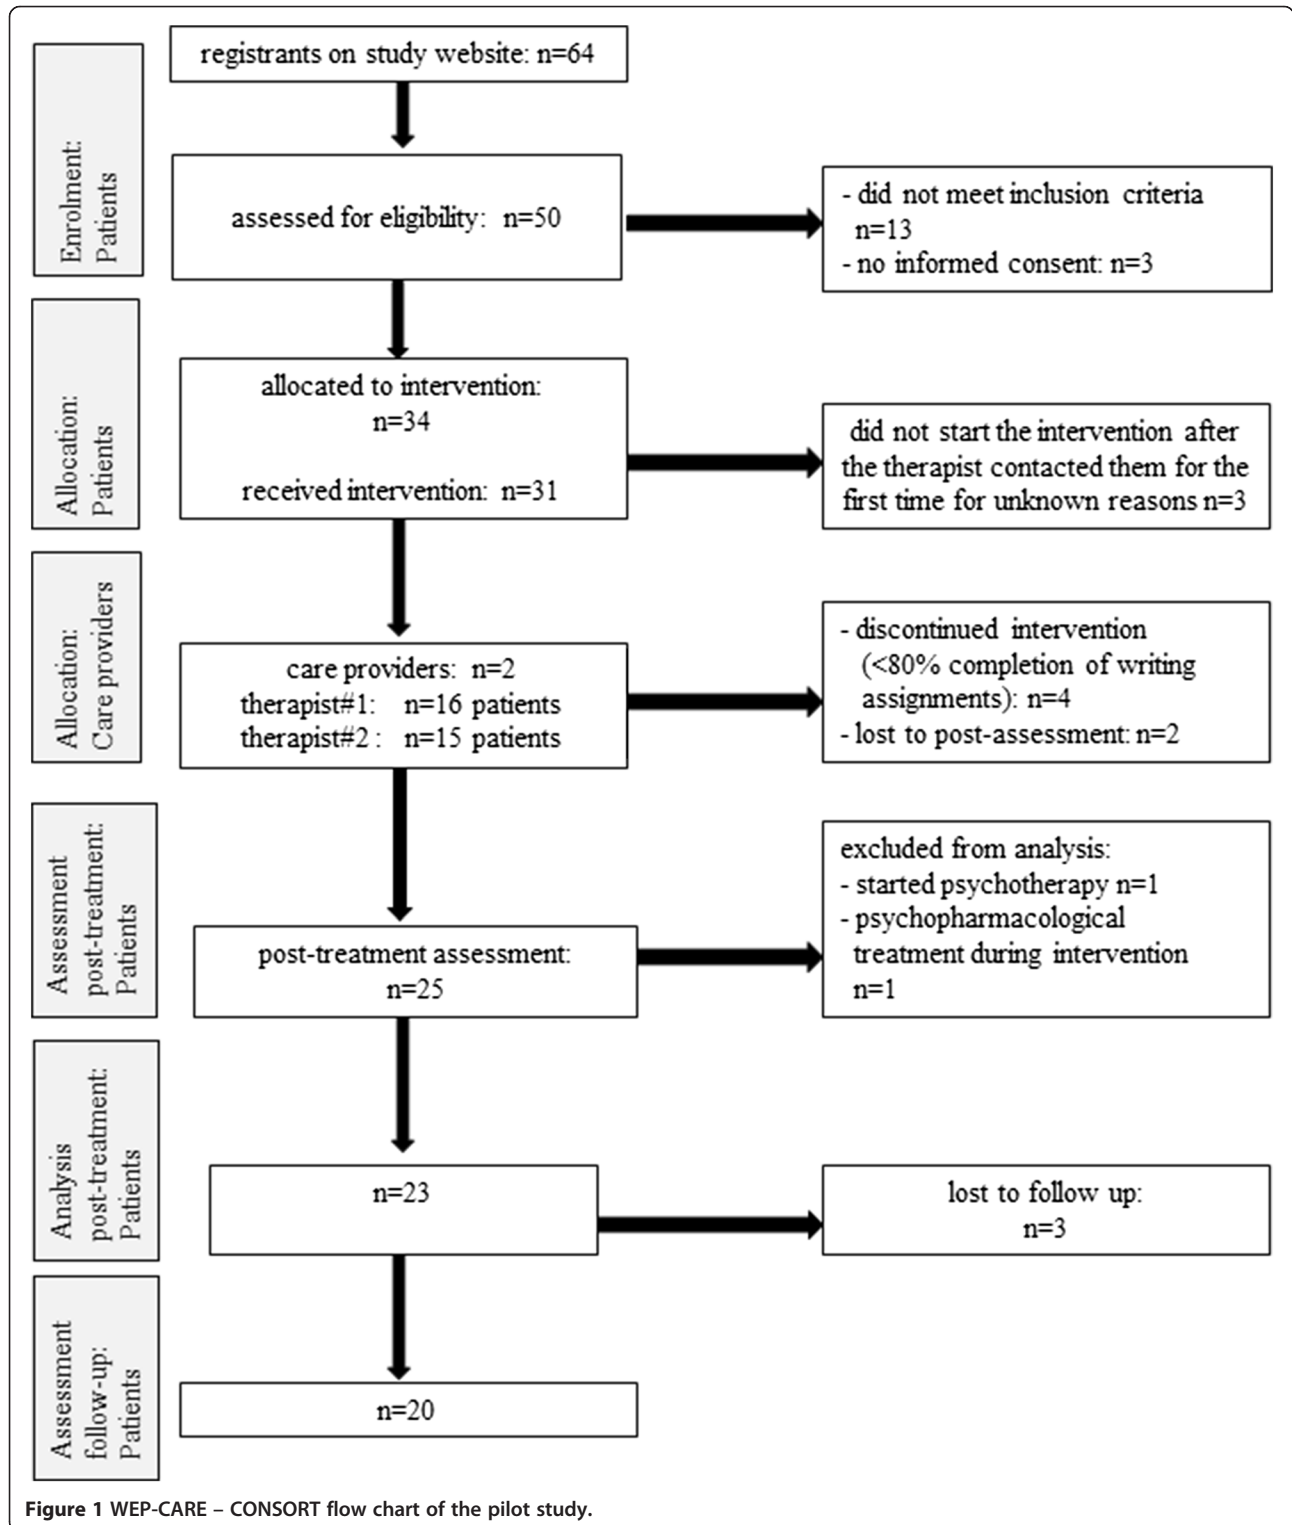 registrants on study website: n=64
Enrolment:
Patients
assessed for eligibility: n=50
- did not meet inclusion criteria
n=13
- no informed consent: n=3
Allocation:
Patients
allocated to intervention:
n=34
received intervention: n=31
did not start the intervention after
the therapist contacted them for the
first time for unknown reasons n=3
Allocation:
Care providers
care providers: n=2
therapist#1: n=16 patients
therapist#2 : n=15 patients
- discontinued intervention
(<80% completion of writing
assignments): n=4
- lost to post-assessment: n=2
Assessment
post-treatment:
Patients
post-treatment assessment:
n=25
excluded from analysis:
- started psychotherapy n=1
- psychopharmacological
treatment during intervention
n=1
Analysis
post-treatment:
Patients
n=23
lost to follow up:
n=3
Assessment
follow-up:
Patients
n=20
Figure 1 WEP-CARE – CONSORT flow chart of the pilot study.